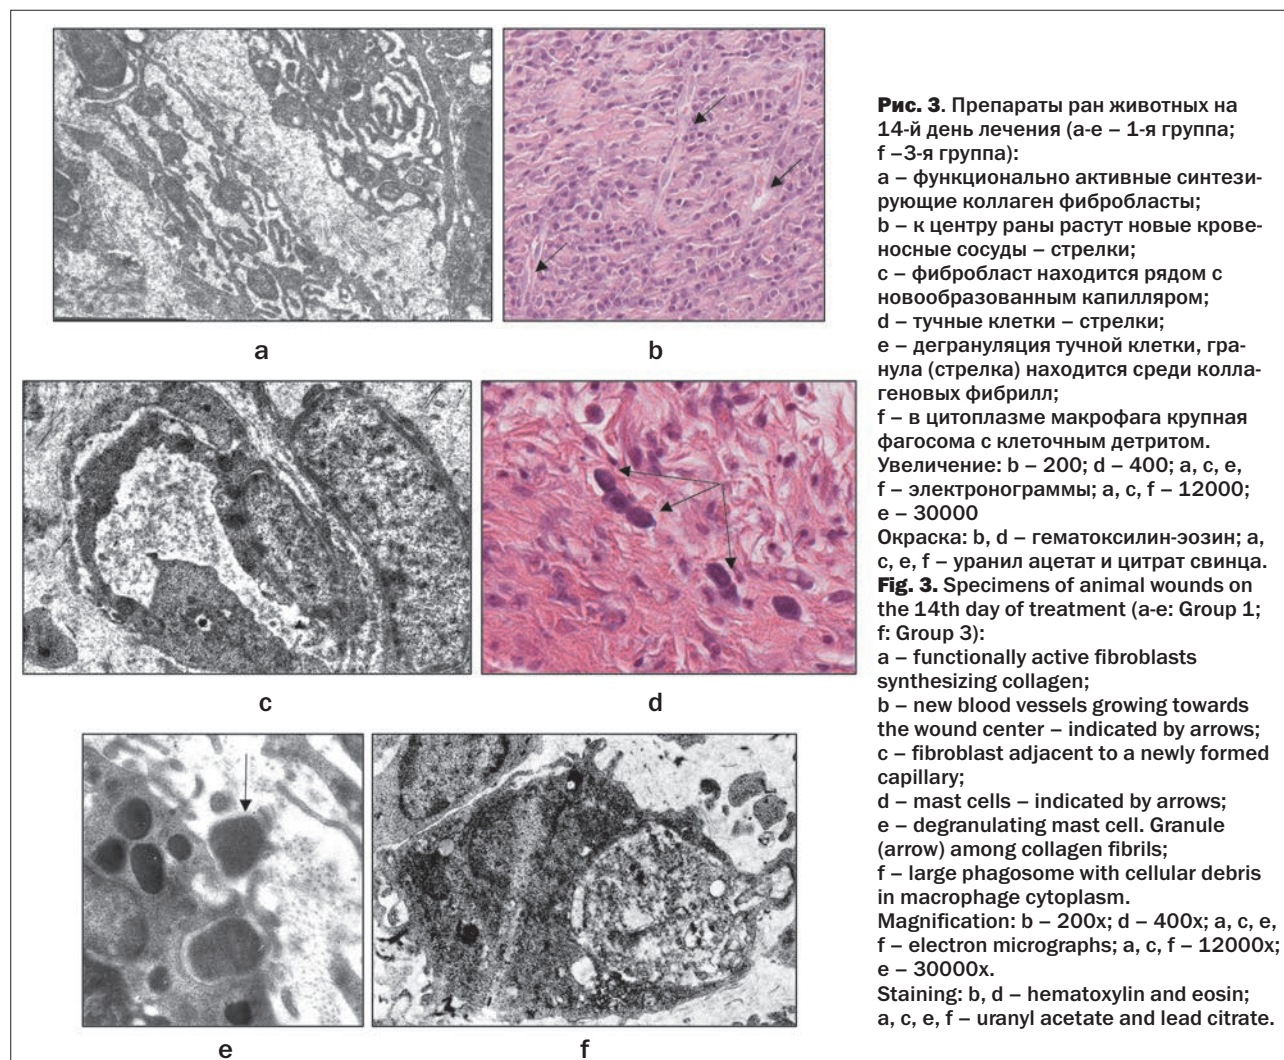 a
b
c
d
e
f
Рис. 3. Препараты ран животных на
14-й день лечения (a-e – 1-я группа;
f –3-я группа):
a – функционально активные синтези-
рующие коллаген фибробласты;
b – к центру раны растут новые крове-
носные сосуды – стрелки;
c – фибробласт находится рядом с
новообразованным капилляром;
d – тучные клетки – стрелки;
e – дегрануляция тучной клетки, гра-
нула (стрелка) находится среди колла-
геновых фибрилл;
f – в цитоплазме макрофага крупная
фагосома с клеточным детритом.
Увеличение: b – 200; d – 400; a, c, e,
f – электронограммы; a, c, f – 12000;
e – 30000
Окраска: b, d – гематоксилин-эозин; a,
c, e, f – уранил ацетат и цитрат свинца.
Fig. 3. Specimens of animal wounds on
the 14th day of treatment (a-e: Group 1;
f: Group 3):
a – functionally active fibroblasts
synthesizing collagen;
b – new blood vessels growing towards
the wound center – indicated by arrows;
c – fibroblast adjacent to a newly formed
capillary;
d – mast cells – indicated by arrows;
e – degranulating mast cell. Granule
(arrow) among collagen fibrils;
f – large phagosome with cellular debris
in macrophage cytoplasm.
Magnification: b – 200x; d – 400x; a, c, e,
f – electron micrographs; a, c, f – 12000x;
e – 30000x.
Staining: b, d – hematoxylin and eosin;
a, c, e, f – uranyl acetate and lead citrate.